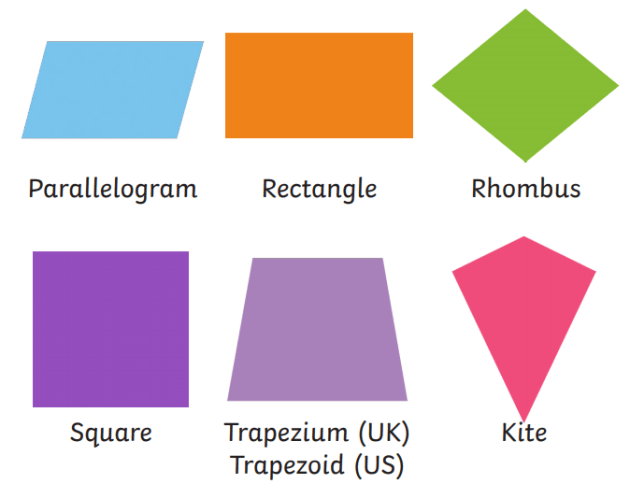 Parallelogram
Rectangle
Rhombus
Square
Trapezium (UK)
Trapezoid (US)
Kite